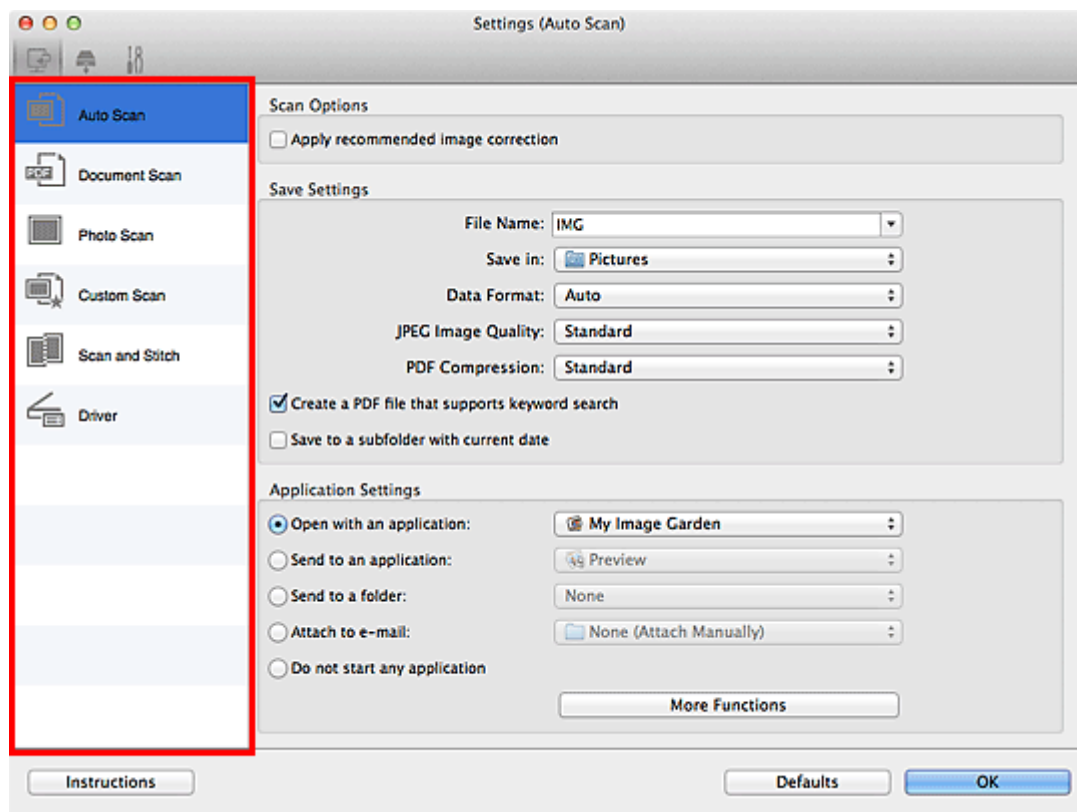 Settings (Auto Scan)
Auto Scan
PDF Document Scan
Photo Scan
Custom Scan
Scan and Stitch
Driver
Scan Options
Apply recommended image correction
Save Settings
File Name: IMG
Save in: Pictures
Data Format: Auto
JPEG Image Quality: Standard
PDF Compression: Standard
Create a PDF file that supports keyword search
Save to a subfolder with current date
Application Settings
Open with an application: My Image Garden
Send to an application: Preview
Send to a folder: None
Attach to e-mail: None (Attach Manually)
Do not start any application
More Functions
Instructions Defaults OK